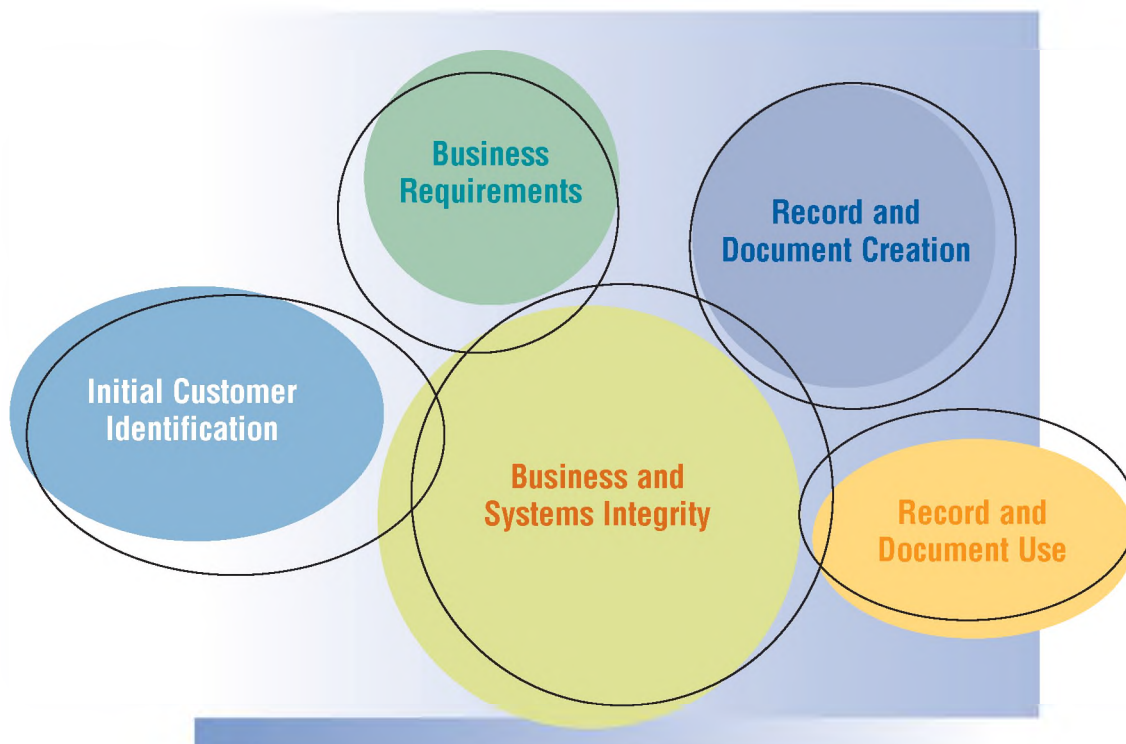 Business
Requirements
Record and
Document Creation
Initial Customer
Identification
Business and
Systems Integrity
Record and
Document Use